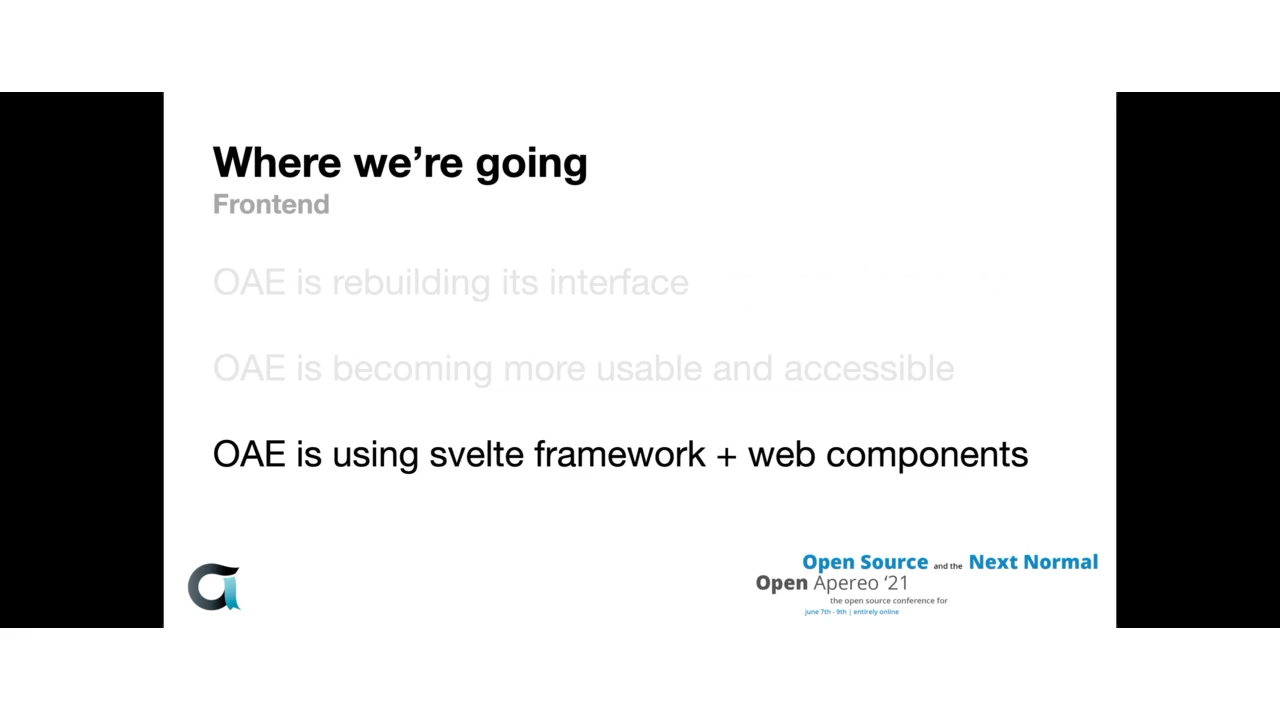 Where we’re going
Frontend
OAE is rebuilding its interface
OAE is becoming more usable and accessible
OAE is using svelte framework + web components
Open Source and the Next Normal
Open Apereo ‘21
the open source conference for
june 7th - 9th | entirely online